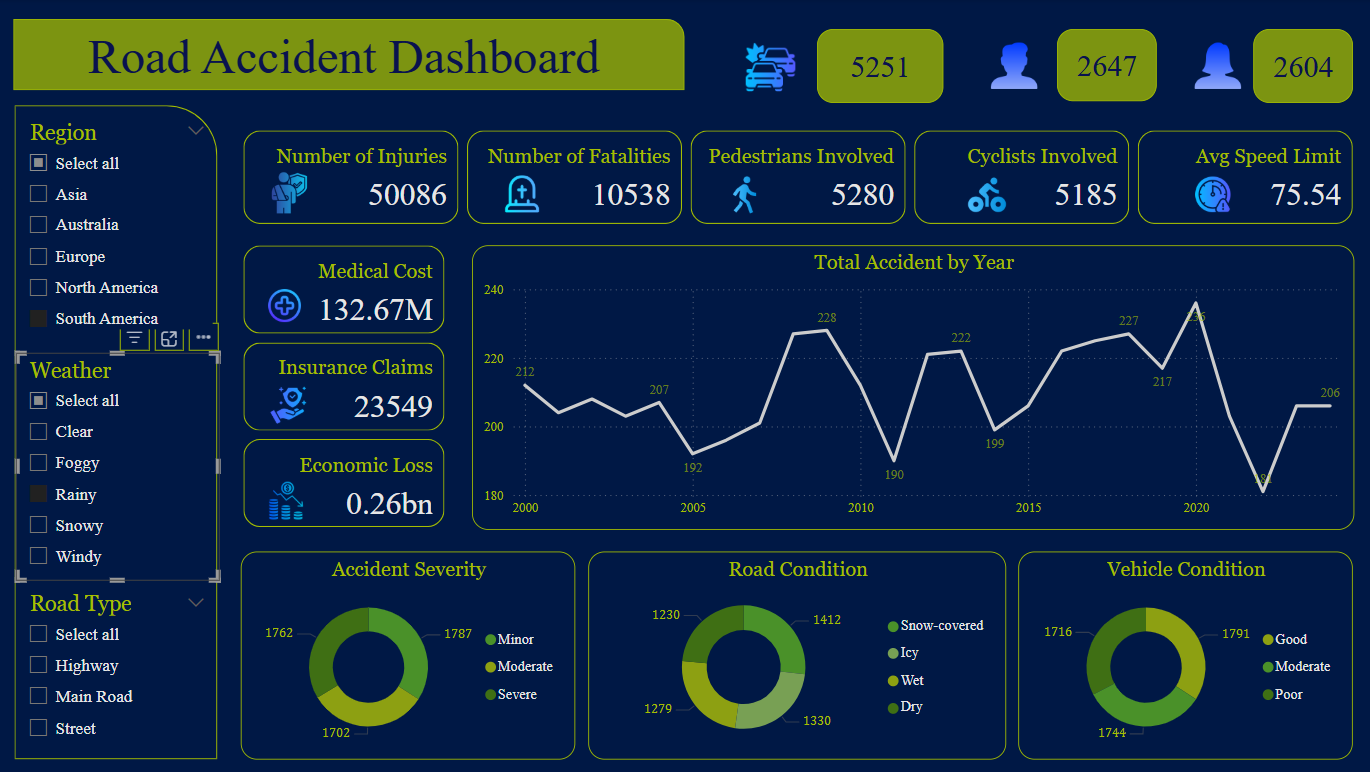 Road Accident Dashboard
5251
2647
2604
Region
Select all
Asia
Australia
Europe
North America
South America
Weather
Select all
Clear
Foggy
Rainy
Snowy
Windy
Road Type
Select all
Highway
Main Road
Street
Number of Injuries
50086
Number of Fatalities
10538
Pedestrians Involved
5280
Cyclists Involved
5185
Avg Speed Limit
75.54
Medical Cost
132.67M
Insurance Claims
23549
Economic Loss
0.26bn
Total Accident by Year
240
220
200
180
212
207
192
228
190
222
199
227
217
206
2000
2005
2010
2015
2020
Accident Severity
1762
1787
1702
Minor
Moderate
Severe
Road Condition
1230
1412
1279
1330
Snow-covered
Icy
Wet
Dry
Vehicle Condition
1716
1791
1744
Good
Moderate
Poor